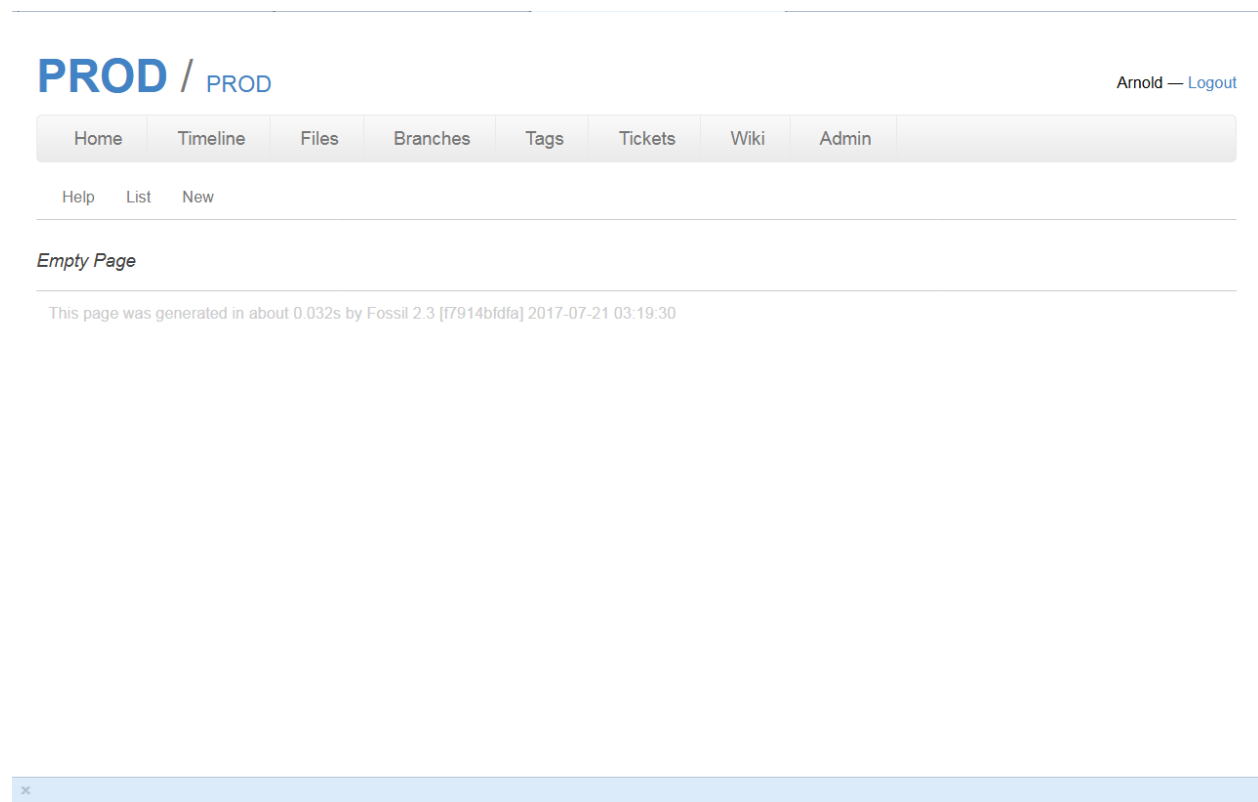 PROD / PROD
Arnold — Logout
Home Timeline Files Branches Tags Tickets Wiki Admin
Help List New
Empty Page
This page was generated in about 0.032s by Fossil 2.3 [f7914bfdfa] 2017-07-21 03:19:30